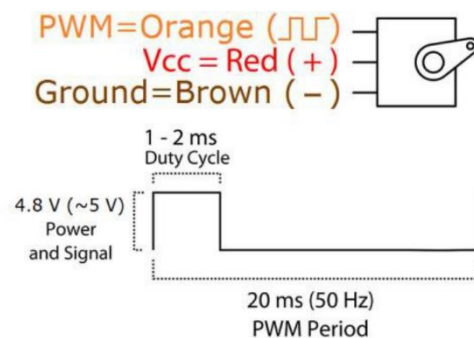 PWM=Orange (⎍⎍)
Vcc = Red ( + )
Ground=Brown ( − )
1 - 2 ms
Duty Cycle
4.8 V (~5 V)
Power
and Signal
20 ms (50 Hz)
PWM Period